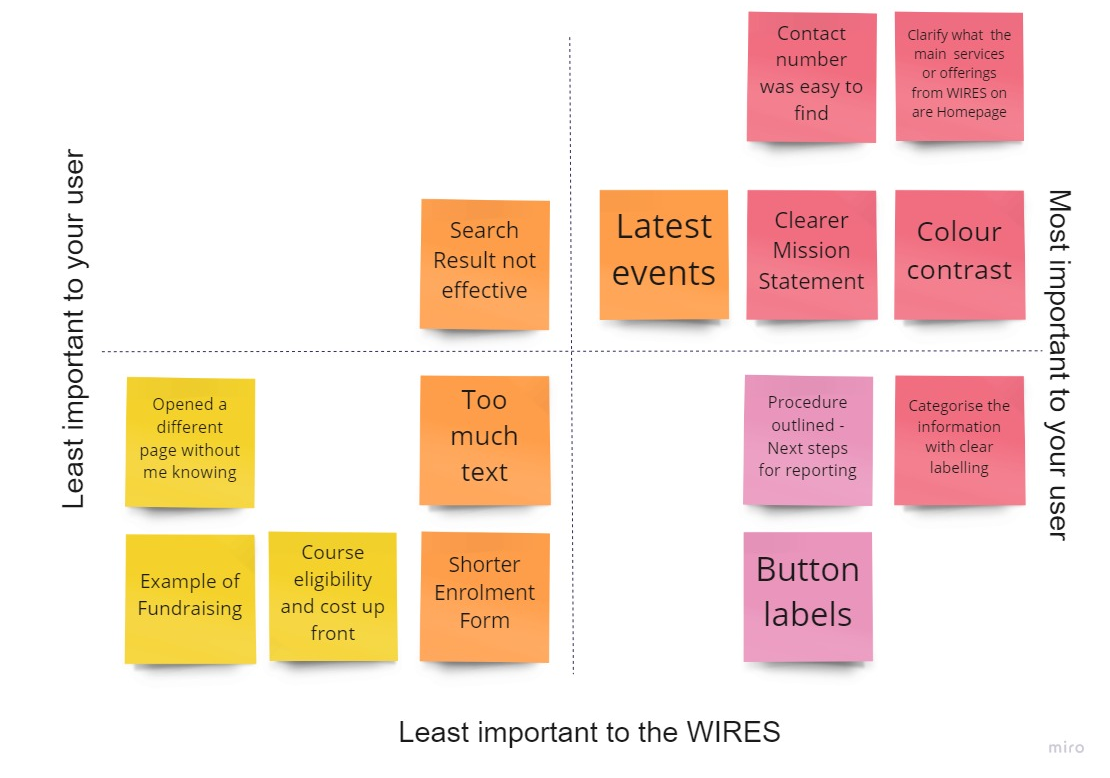 Contact
number
was easy to
find
Clarify what the
main services
or offerings
from WIRES on
are Homepage
Least important to your user
Search
Result not
effective
Latest
events
Clearer
Mission
Statement
Colour
contrast
Most important to your user
Opened a
different
page without
me knowing
Too
much
text
Procedure
outlined -
Next steps
for reporting
Categorise the
information
with clear
labelling
Example of
Fundraising
Course
eligibility
and cost up
front
Shorter
Enrolment
Form
Button
labels
Least important to the WIRES
miro